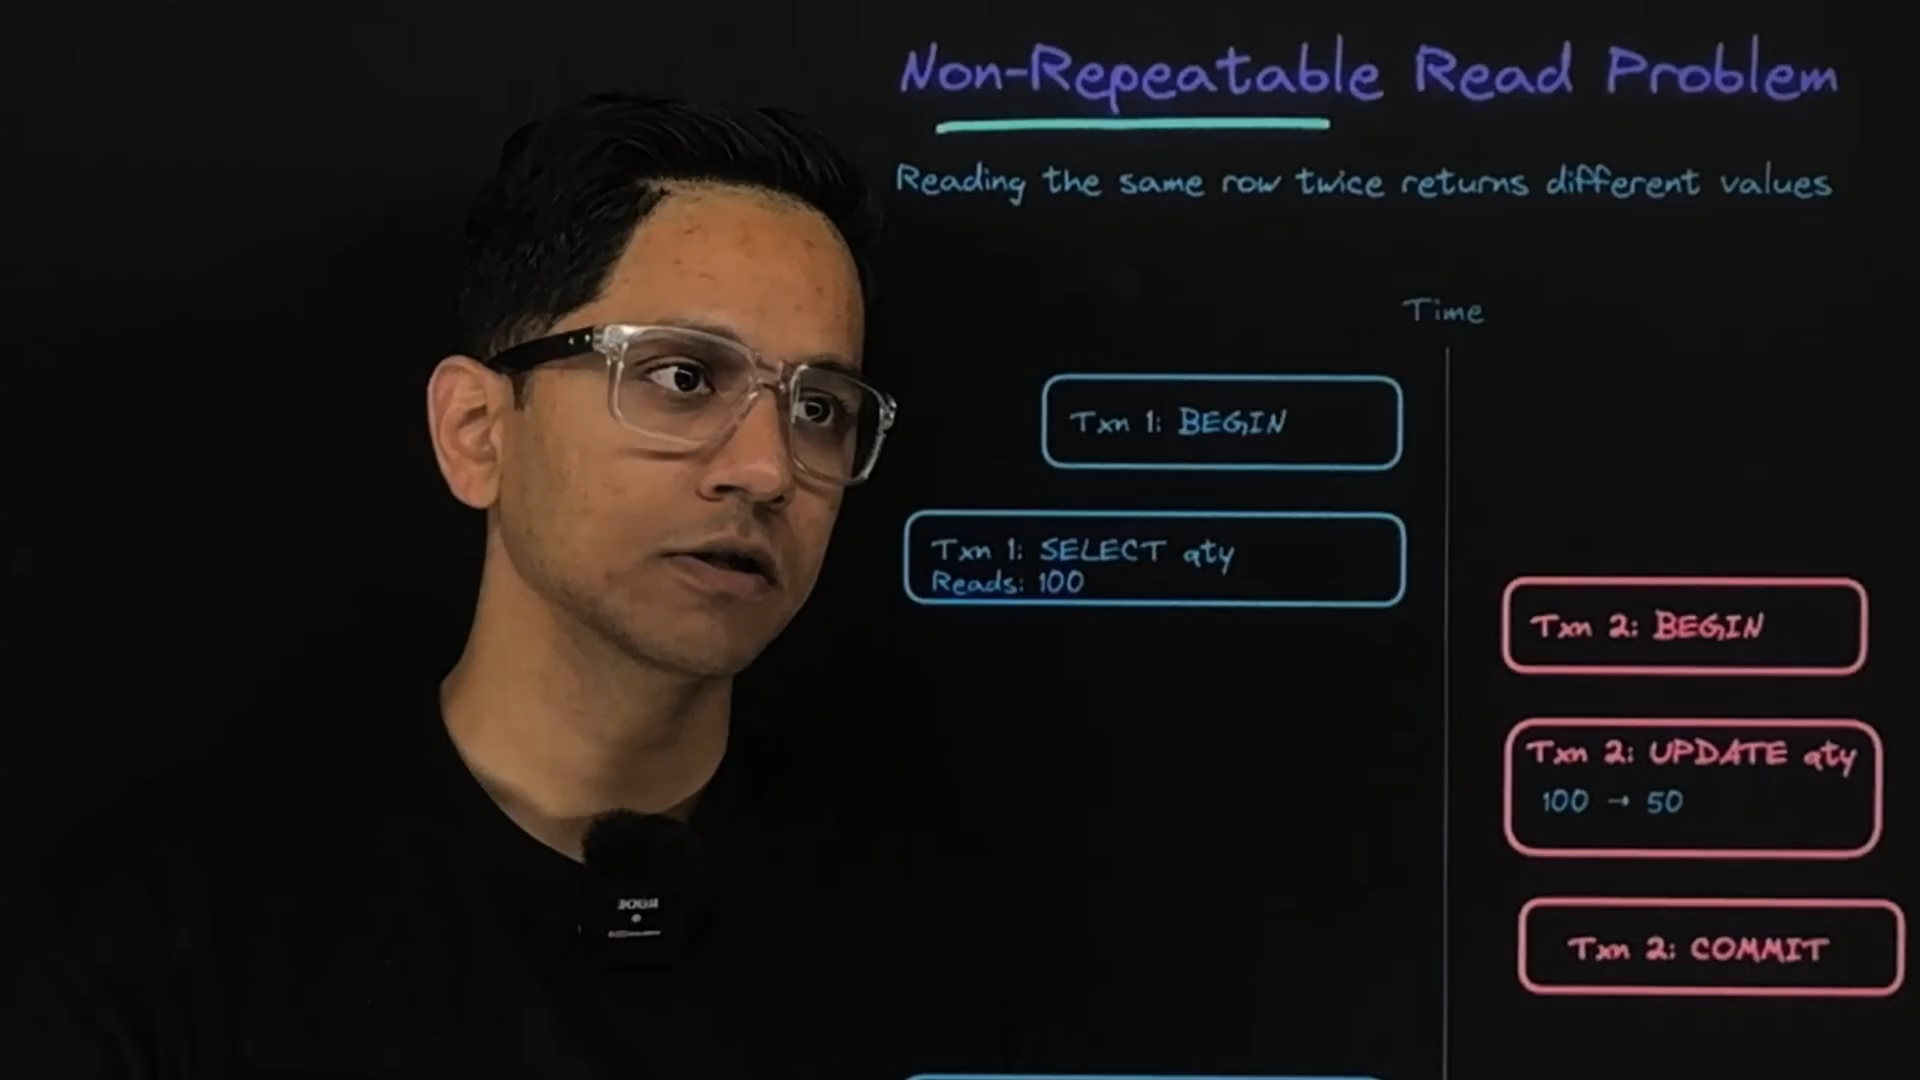 Non-Repeatable Read Problem
Reading the same row twice returns different values
Time
Txn 1: BEGIN
Txn 1: SELECT qty
Reads: 100
Txn 2: BEGIN
Txn 2: UPDATE qty
100 → 50
Txn 2: COMMIT